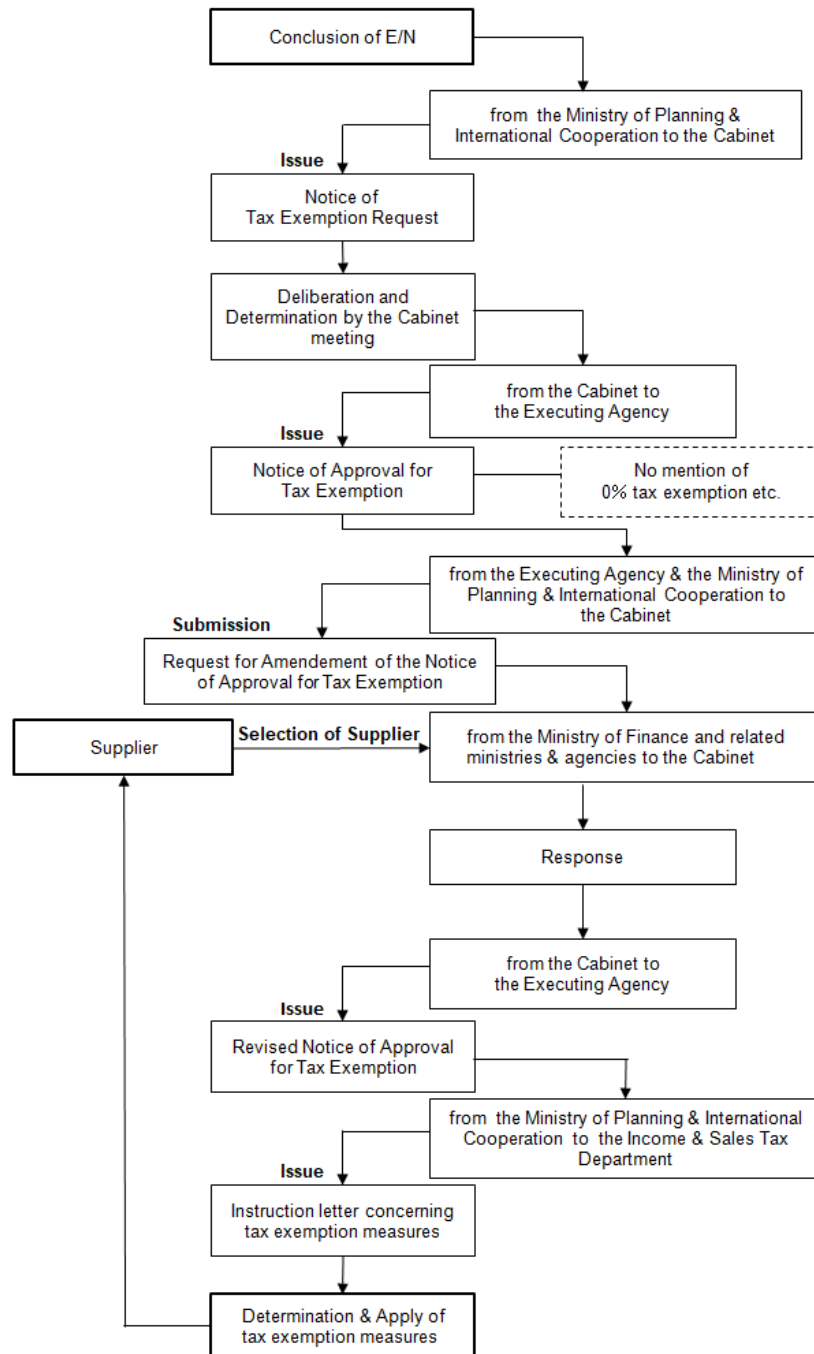 Conclusion of E/N
from the Ministry of Planning &
International Cooperation to the Cabinet
Issue
Notice of
Tax Exemption Request
Deliberation and
Determination by the Cabinet
meeting
from the Cabinet to
the Executing Agency
Issue
Notice of Approval for
Tax Exemption
No mention of
0% tax exemption etc.
from the Executing Agency & the Ministry of
Planning & International Cooperation to
the Cabinet
Submission
Request for Amendement of the Notice
of Approval for Tax Exemption
Supplier
Selection of Supplier
from the Ministry of Finance and related
ministries & agencies to the Cabinet
Response
from the Cabinet to
the Executing Agency
Issue
Revised Notice of Approval
for Tax Exemption
from the Ministry of Planning & International
Cooperation to the Income & Sales Tax
Department
Issue
Instruction letter concerning
tax exemption measures
Determination & Apply of
tax exemption measures